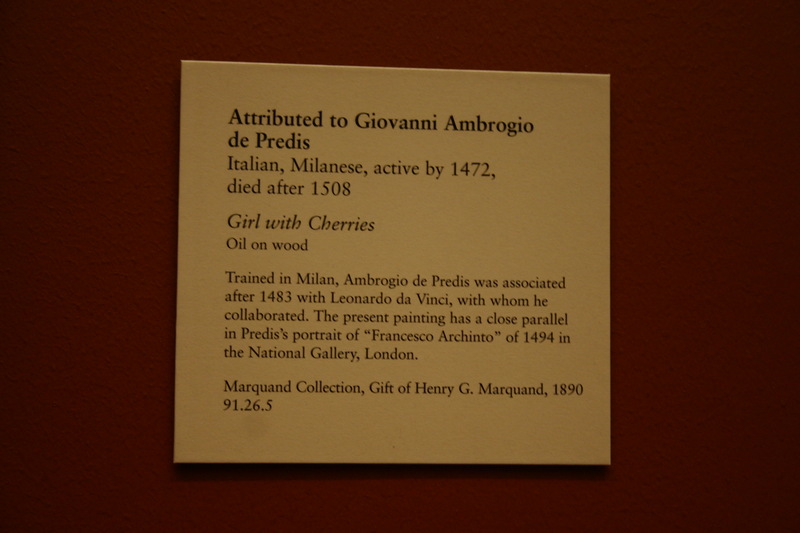 Attributed to Giovanni Ambrogio
de Predis
Italian, Milanese, active by 1472,
died after 1508
Girl with Cherries
Oil on wood
Trained in Milan, Ambrogio de Predis was associated
after 1483 with Leonardo da Vinci, with whom he
collaborated. The present painting has a close parallel
in Predis's portrait of “Francesco Archinto” of 1494 in
the National Gallery, London.
Marquand Collection, Gift of Henry G. Marquand, 1890
91.26.5